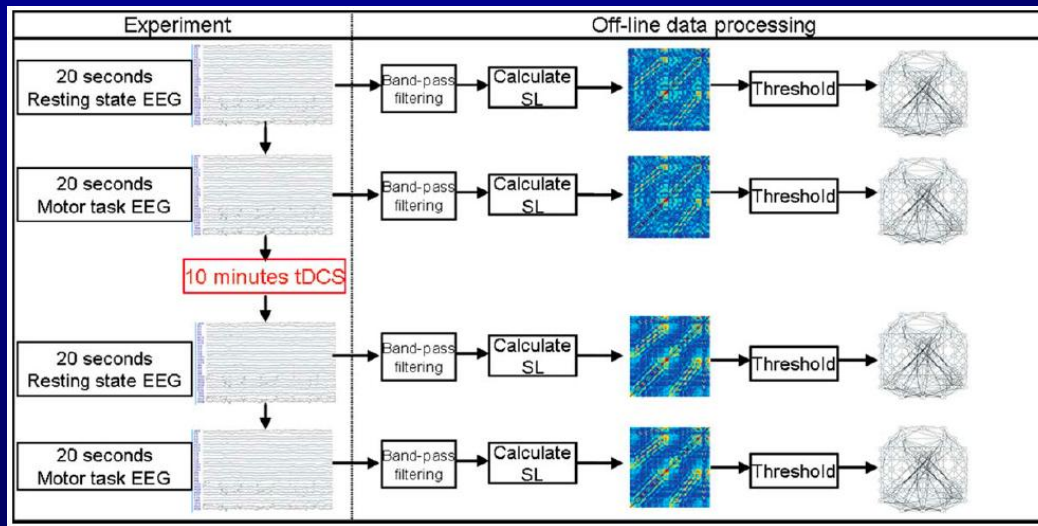 Experiment
Off-line data processing
20 seconds
Resting state EEG
Band-pass
filtering
Calculate
SL
Threshold
20 seconds
Motor task EEG
Band-pass
filtering
Calculate
SL
Threshold
10 minutes tDCS
20 seconds
Resting state EEG
Band-pass
filtering
Calculate
SL
Threshold
20 seconds
Motor task EEG
Band-pass
filtering
Calculate
SL
Threshold